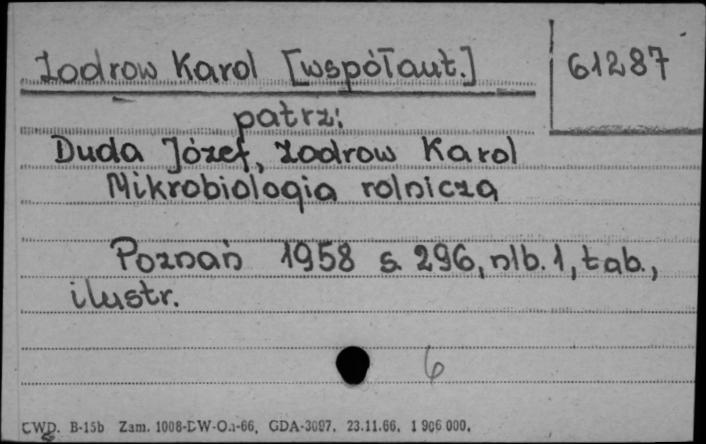 Zodrow Karol [współaut.] 61287
patrz:
Duda Józef, Zodrow Karol
Mikrobiologia rolnicza
Poznań 1958 s. 296, nlb. 1, tab.,
ilustr.
6
CWD. B-15b Zam. 1008-DW-O.-66, GDA-3097, 23.11.66, 1 906 000.